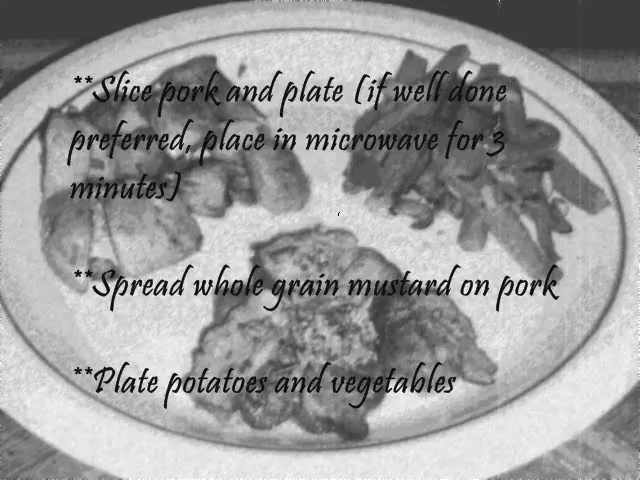 **Slice pork and plate (if well done
preferred, place in microwave for 3
minutes)
**Spread whole grain mustard on pork
**Plate potatoes and vegetables